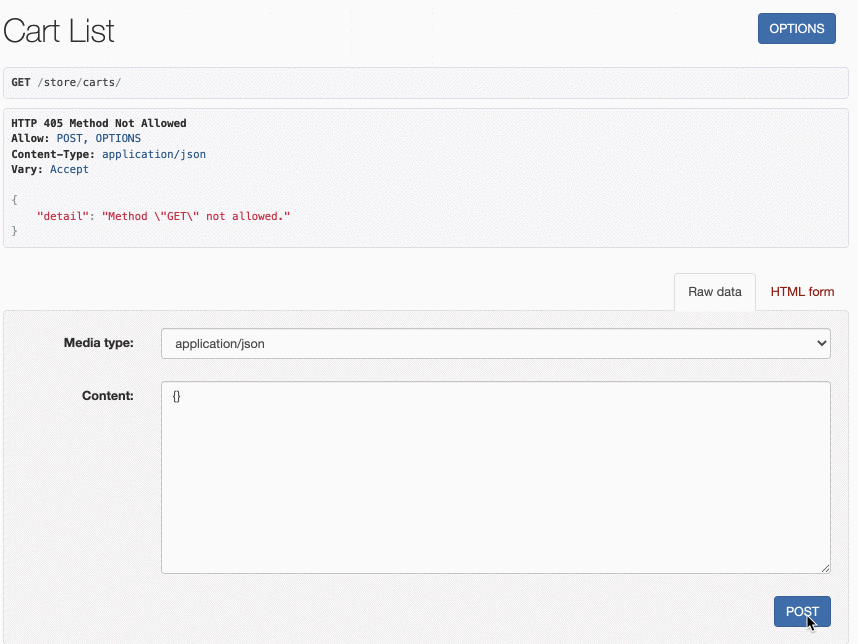 Cart List
OPTIONS
GET /store/carts/
HTTP 405 Method Not Allowed
Allow: POST, OPTIONS
Content-Type: application/json
Vary: Accept
{
    "detail": "Method \"GET\" not allowed."
}
Raw data
HTML form
Media type:
application/json
Content:
{}
POST